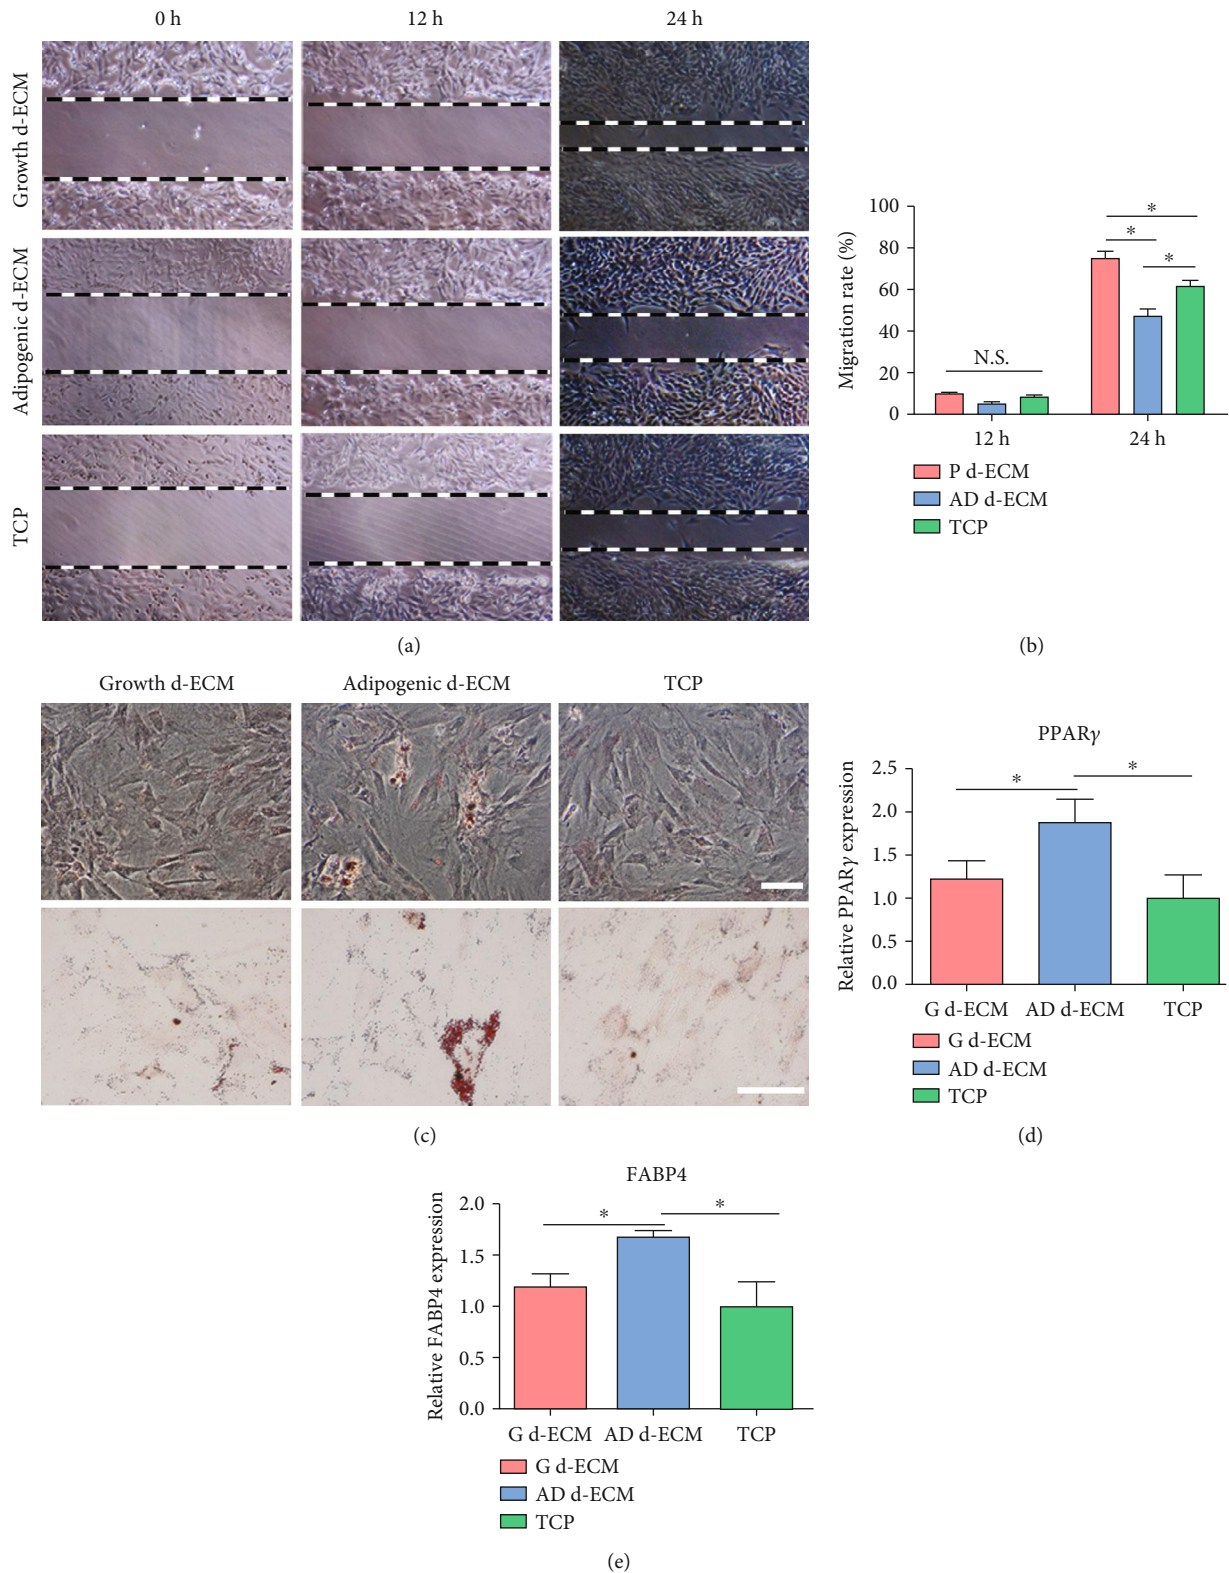 0 h
12 h
24 h
Growth d-ECM
Adipogenic d-ECM
TCP
(a)
Migration rate (%)
100
80
60
40
20
0
N.S.
*
*
*
12 h
24 h
P d-ECM
AD d-ECM
TCP
(b)
Growth d-ECM
Adipogenic d-ECM
TCP
(c)
PPARγ
Relative PPARγ expression
2.5
2.0
1.5
1.0
0.5
0.0
*
*
G d-ECM
AD d-ECM
TCP
G d-ECM
AD d-ECM
TCP
(d)
FABP4
Relative FABP4 expression
2.0
1.5
1.0
0.5
0.0
*
*
G d-ECM
AD d-ECM
TCP
G d-ECM
AD d-ECM
TCP
(e)